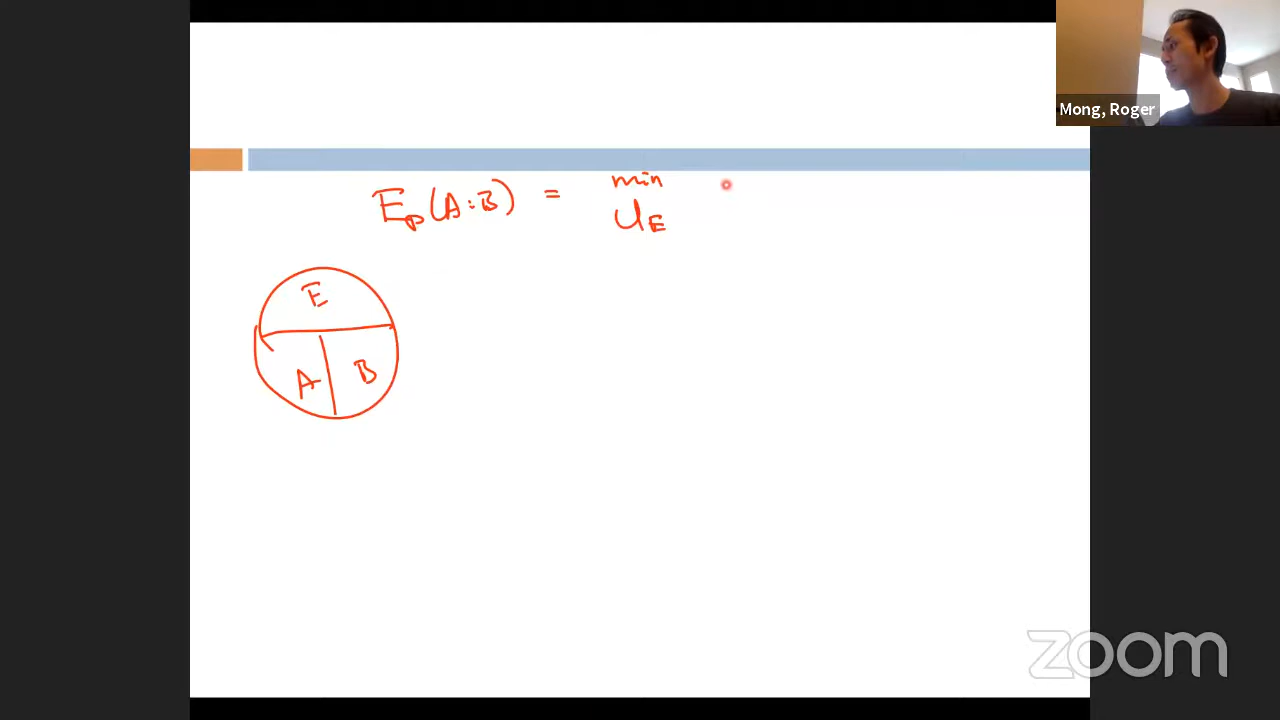 Mong, Roger
min
E_P(A:B) = U_E
E
A B
zoom